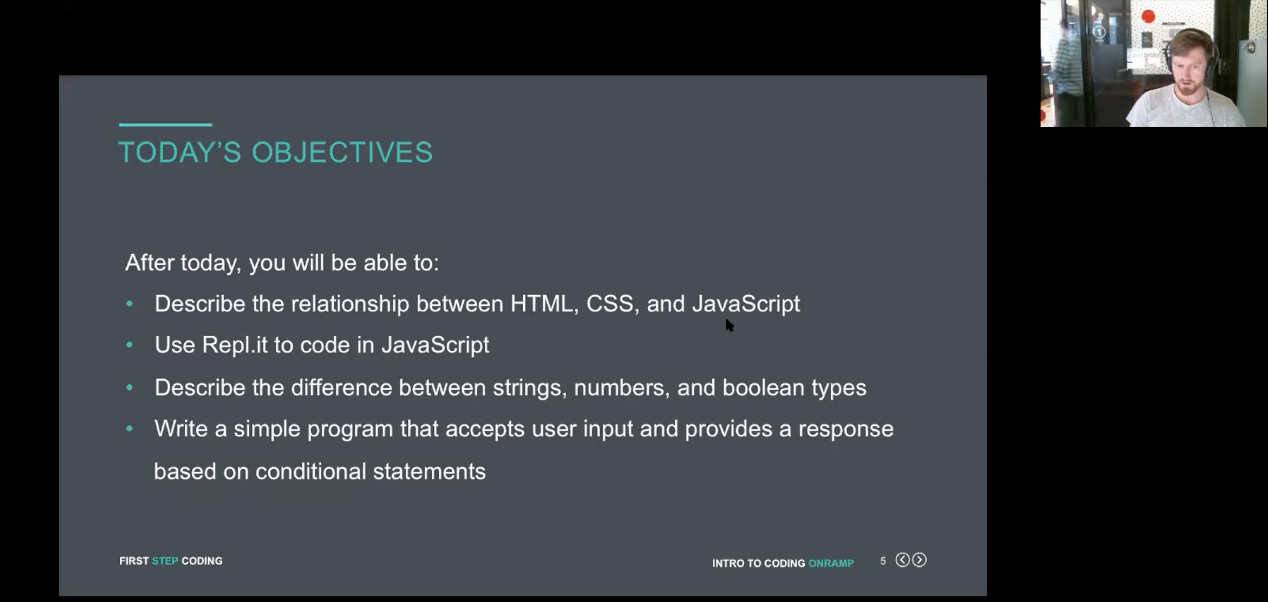 TODAY'S OBJECTIVES
After today, you will be able to:
• Describe the relationship between HTML, CSS, and JavaScript
• Use Repl.it to code in JavaScript
• Describe the difference between strings, numbers, and boolean types
• Write a simple program that accepts user input and provides a response
based on conditional statements
FIRST STEP CODING
INTRO TO CODING ONRAMP 5